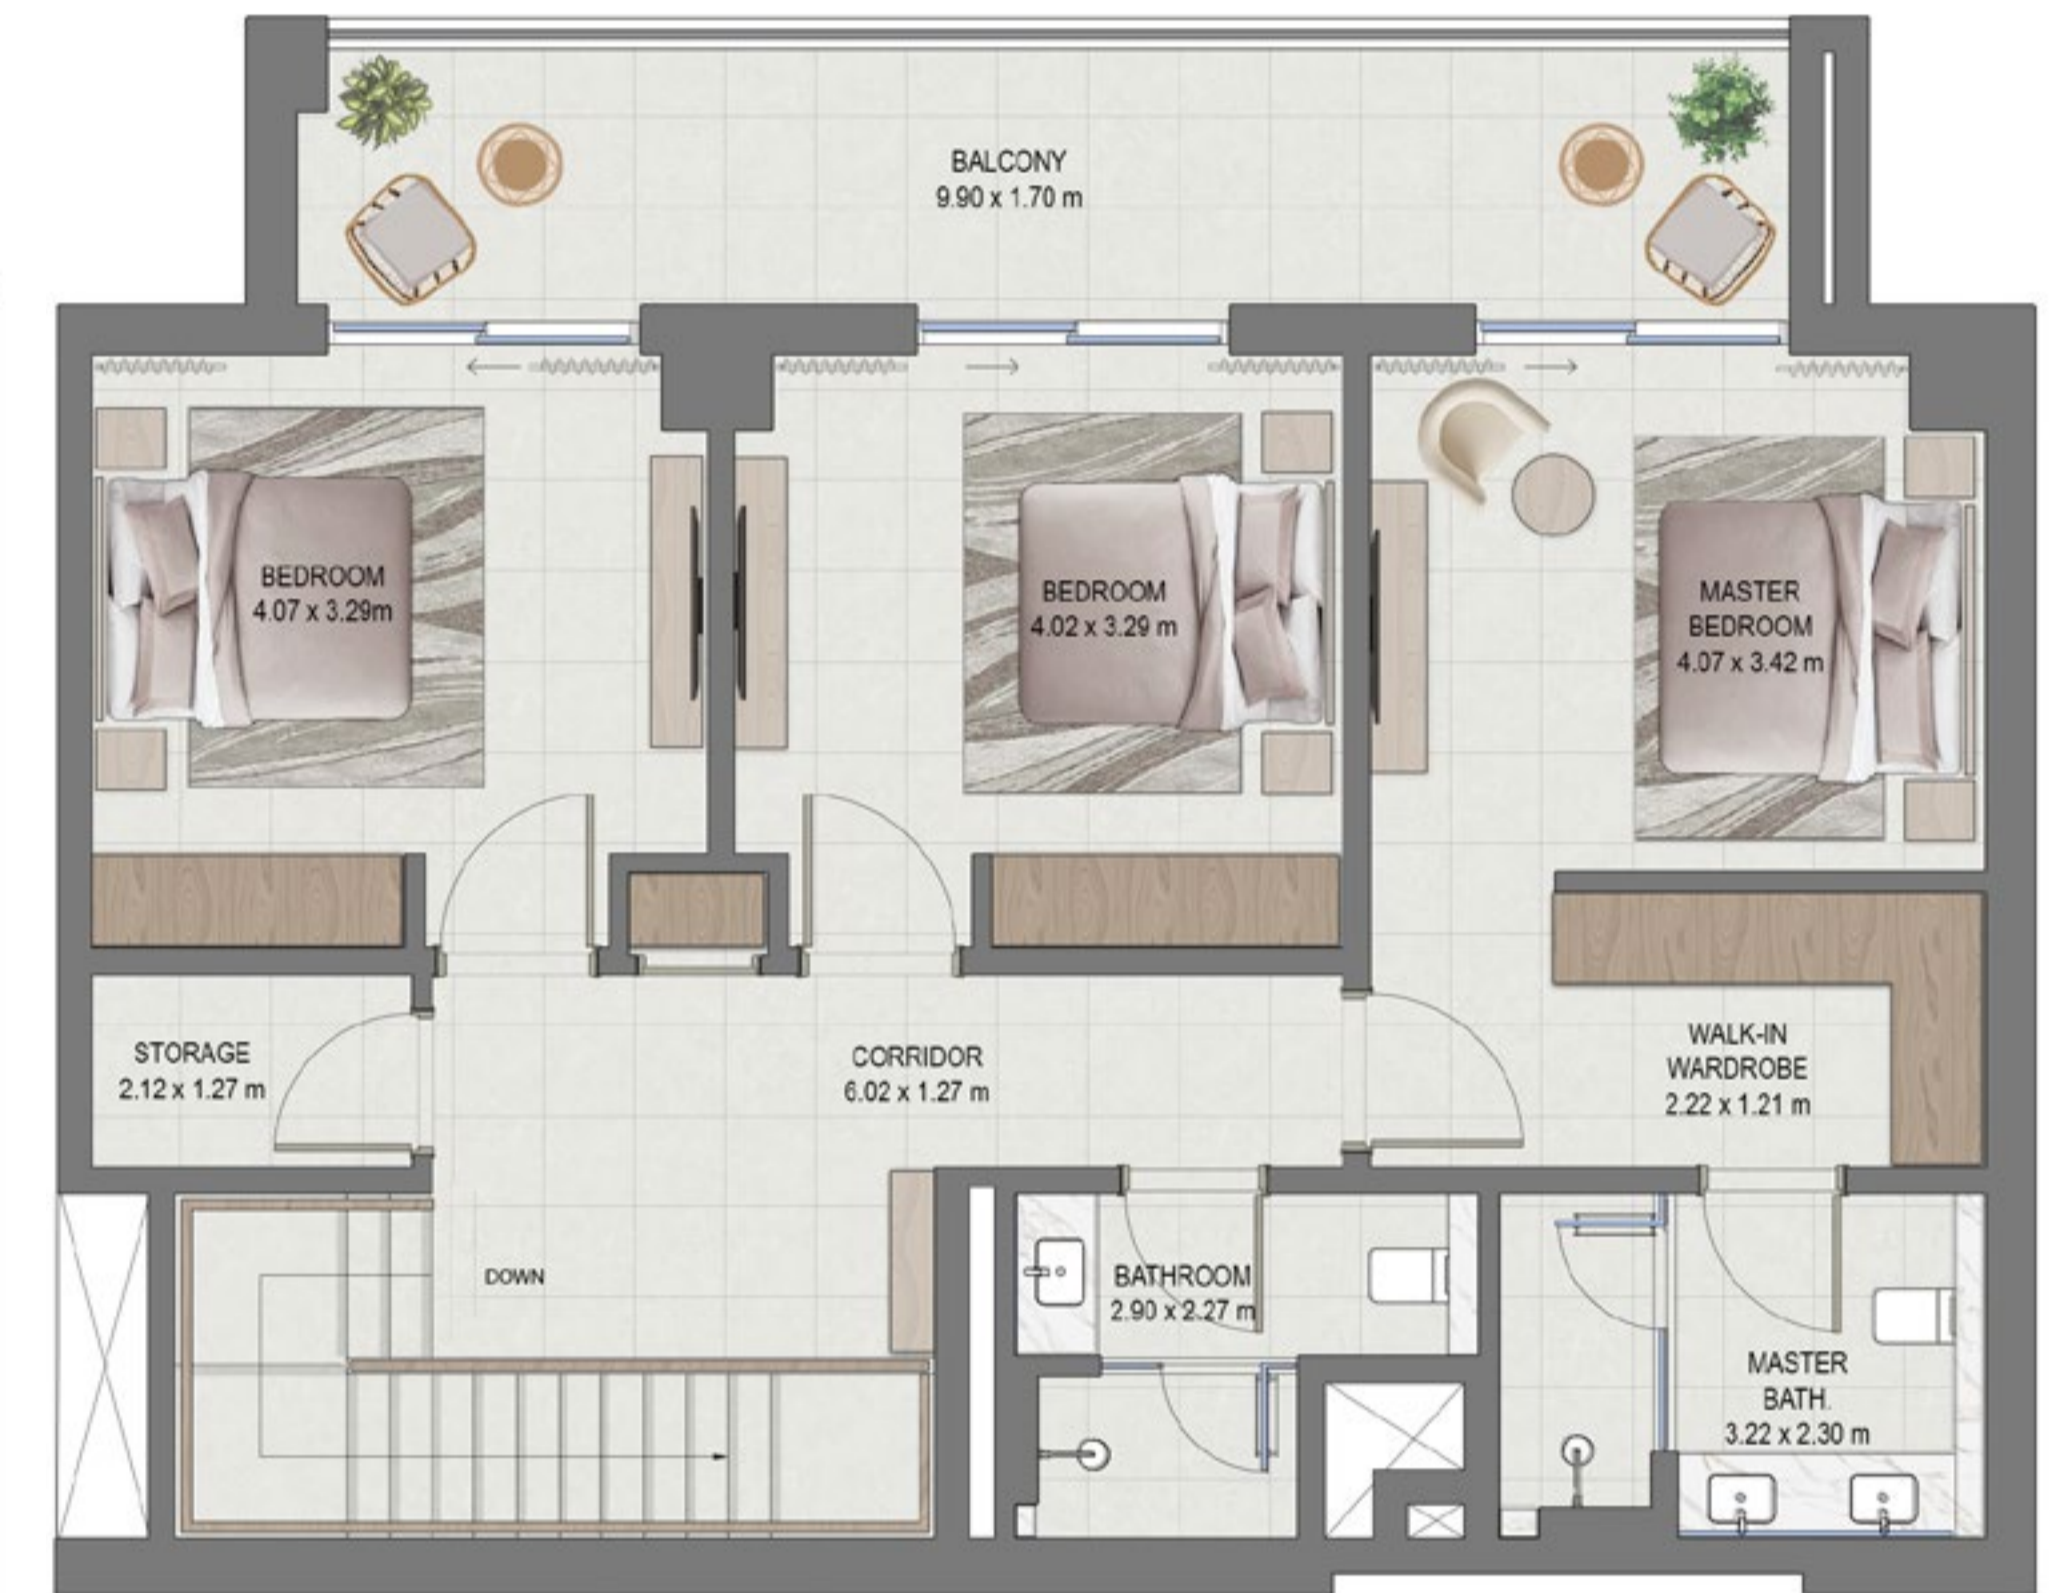 BALCONY
9.90 x 1.70 m
BEDROOM
4.07 x 3.29m
BEDROOM
4.02 x 3.29 m
MASTER
BEDROOM
4.07 x 3.42 m
STORAGE
2.12 x 1.27 m
CORRIDOR
6.02 x 1.27 m
WALK-IN
WARDROBE
2.22 x 1.21 m
DOWN
BATHROOM
2.90 x 2.27 m
MASTER
BATH.
3.22 x 2.30 m